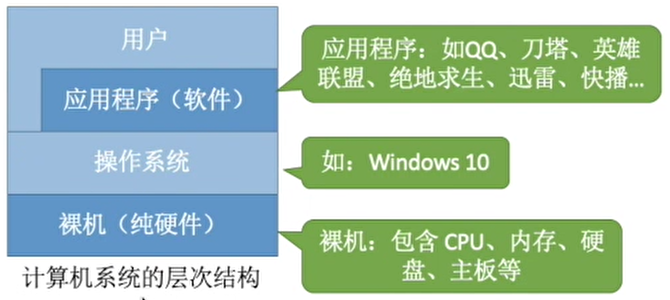 用户
应用程序（软件）
操作系统
裸机（纯硬件）
计算机系统的层次结构
应用程序：如QQ、刀塔、英雄
联盟、绝地求生、迅雷、快播...
如：Windows 10
裸机：包含 CPU、内存、硬
盘、主板等